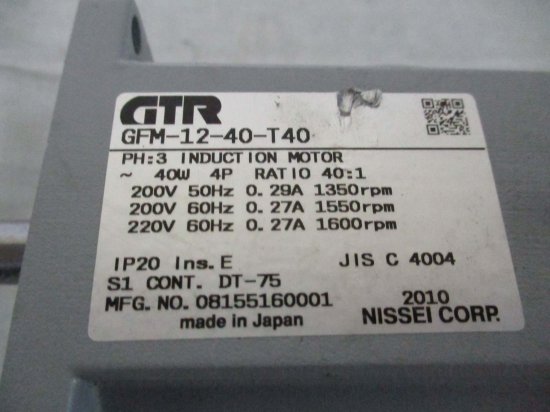 GTR
GFM-12-40-T40
PH:3 INDUCTION MOTOR
~ 40W 4P RATIO 40:1
200V 50Hz 0.29A 1350rpm
200V 60Hz 0.27A 1550rpm
220V 60Hz 0.27A 1600rpm
IP20 Ins.E JIS C 4004
S1 CONT. DT-75
MFG.NO.08155160001 2010
made in Japan NISSEI CORP.